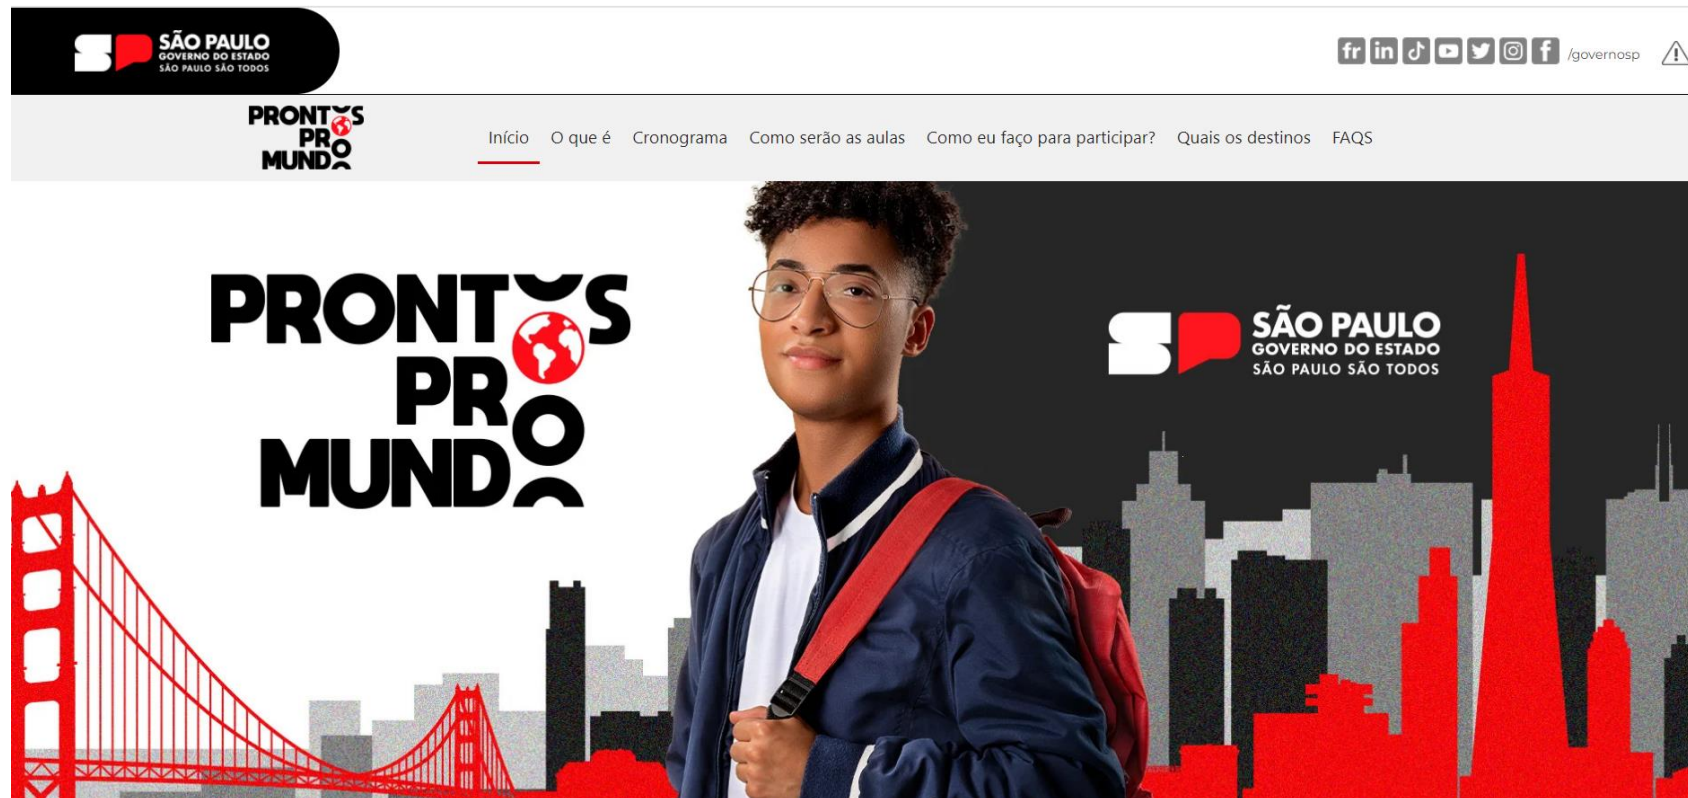 SÃO PAULO
GOVERNO DO ESTADO
SÃO PAULO SÃO TODOS
/governosp
PRONTOS
PRO
MUNDO
Início O que é Cronograma Como serão as aulas Como eu faço para participar? Quais os destinos FAQS
PRONTOS
PRO
MUNDO
SÃO PAULO
GOVERNO DO ESTADO
SÃO PAULO SÃO TODOS